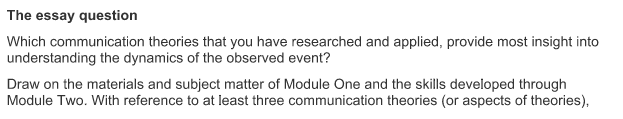 The essay question
Which communication theories that you have researched and applied, provide most insight into
understanding the dynamics of the observed event?
Draw on the materials and subject matter of Module One and the skills developed through
Module Two. With reference to at least three communication theories (or aspects of theories),